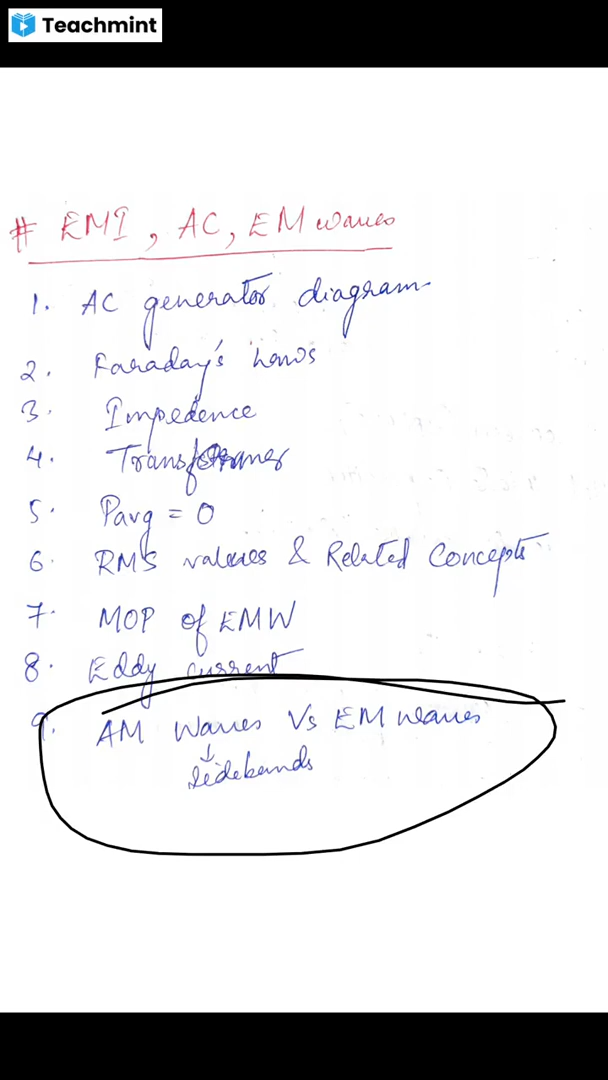 Teachmint
# EMI, AC, EM waves
1. AC generator diagram
2. Faraday's Laws
3. Impedence
4. Transformer
5. Pavg = 0
6. RMS values & Related Concepts
7. MOP of EMW
8. Eddy current
9. AM Waves Vs EM waves
↓
sidebands